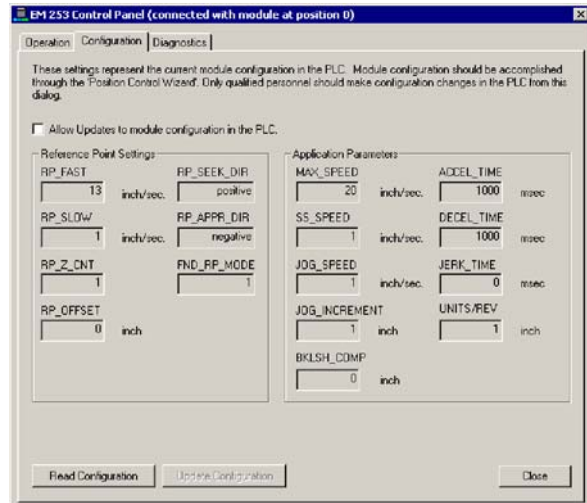 EM 253 Control Panel (connected with module at position 0)
Operation Configuration Diagnostics
These settings represent the current module configuration in the PLC. Module configuration should be accomplished
through the 'Position Control Wizard'. Only qualified personnel should make configuration changes in the PLC from this
dialog.
Allow Updates to module configuration in the PLC.
Reference Point Settings
RP_FAST RP_SEEK_DIR
13 inch/sec. positive
RP_SLOW RP_APPR_DIR
1 inch/sec. negative
RP_Z_CNT FND_RP_MODE
1 1
RP_OFFSET
0 inch
Application Parameters
MAX_SPEED ACCEL_TIME
20 inch/sec. 1000 msec
SS_SPEED DECEL_TIME
1 inch/sec. 1000 msec
JOG_SPEED JERK_TIME
1 inch/sec. 0 msec
JOG_INCREMENT UNITS/REV
1 inch 1 inch
BKLSH_COMP
0 inch
Read Configuration Update Configuration Close